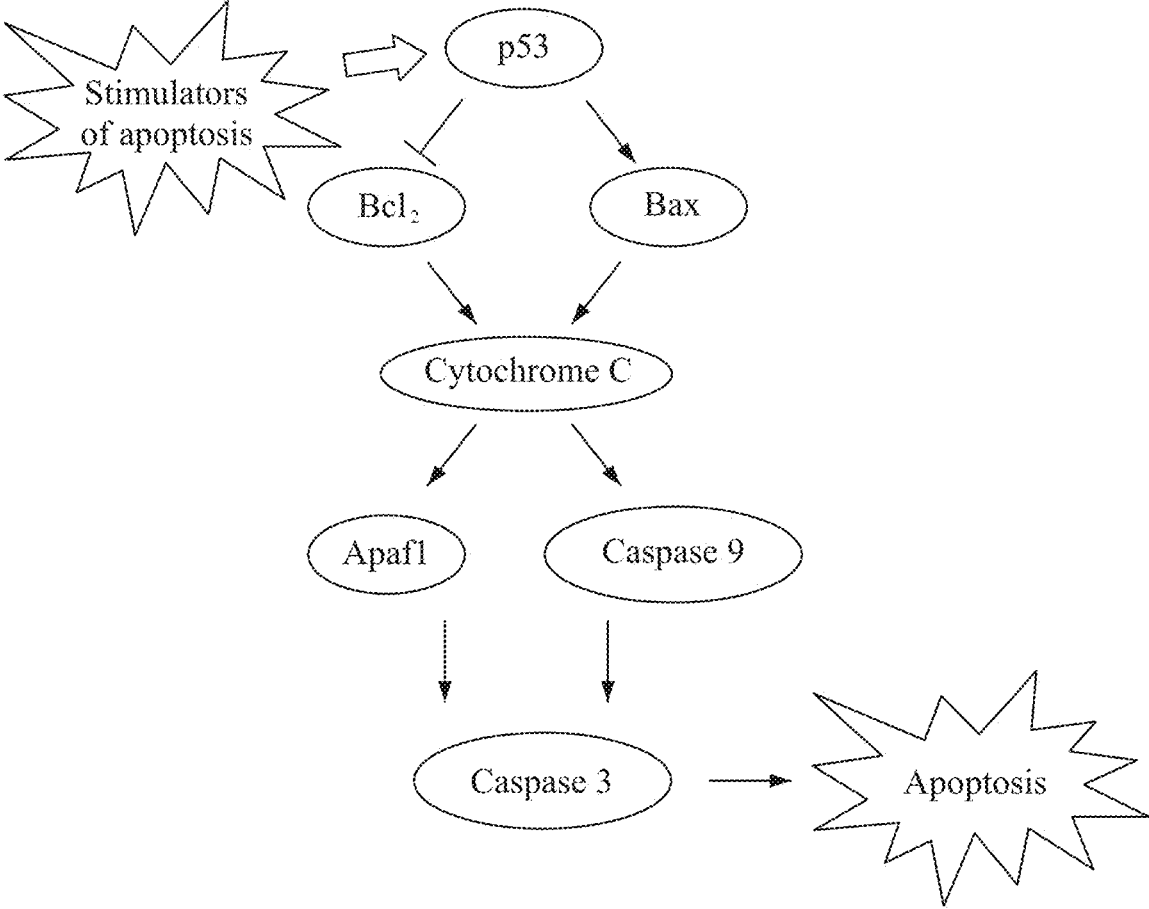 p53
Stimulators
of apoptosis
Bcl₂
Bax
Cytochrome C
Apaf1
Caspase 9
Caspase 3
Apoptosis